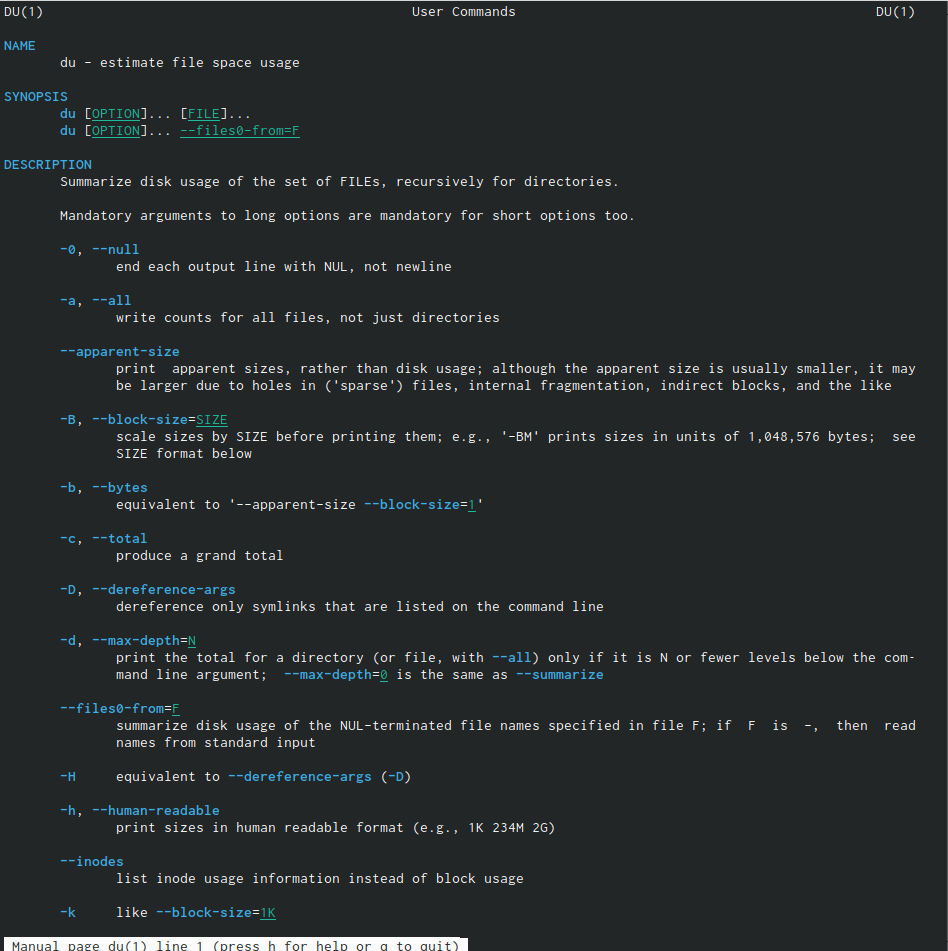 DU(1) User Commands DU(1)
NAME
du - estimate file space usage
SYNOPSIS
du [OPTION]... [FILE]...
du [OPTION]... --files0-from=F
DESCRIPTION
Summarize disk usage of the set of FILEs, recursively for directories.
Mandatory arguments to long options are mandatory for short options too.
-0, --null
end each output line with NUL, not newline
-a, --all
write counts for all files, not just directories
--apparent-size
print apparent sizes, rather than disk usage; although the apparent size is usually smaller, it may
be larger due to holes in ('sparse') files, internal fragmentation, indirect blocks, and the like
-B, --block-size=SIZE
scale sizes by SIZE before printing them; e.g., '-BM' prints sizes in units of 1,048,576 bytes; see
SIZE format below
-b, --bytes
equivalent to '--apparent-size --block-size=1'
-c, --total
produce a grand total
-D, --dereference-args
dereference only symlinks that are listed on the command line
-d, --max-depth=N
print the total for a directory (or file, with --all) only if it is N or fewer levels below the com-
mand line argument; --max-depth=0 is the same as --summarize
--files0-from=F
summarize disk usage of the NUL-terminated file names specified in file F; if F is -, then read
names from standard input
-H equivalent to --dereference-args (-D)
-h, --human-readable
print sizes in human readable format (e.g., 1K 234M 2G)
--inodes
list inode usage information instead of block usage
-k like --block-size=1K
Manual page du(1) line 1 (press h for help or q to quit)